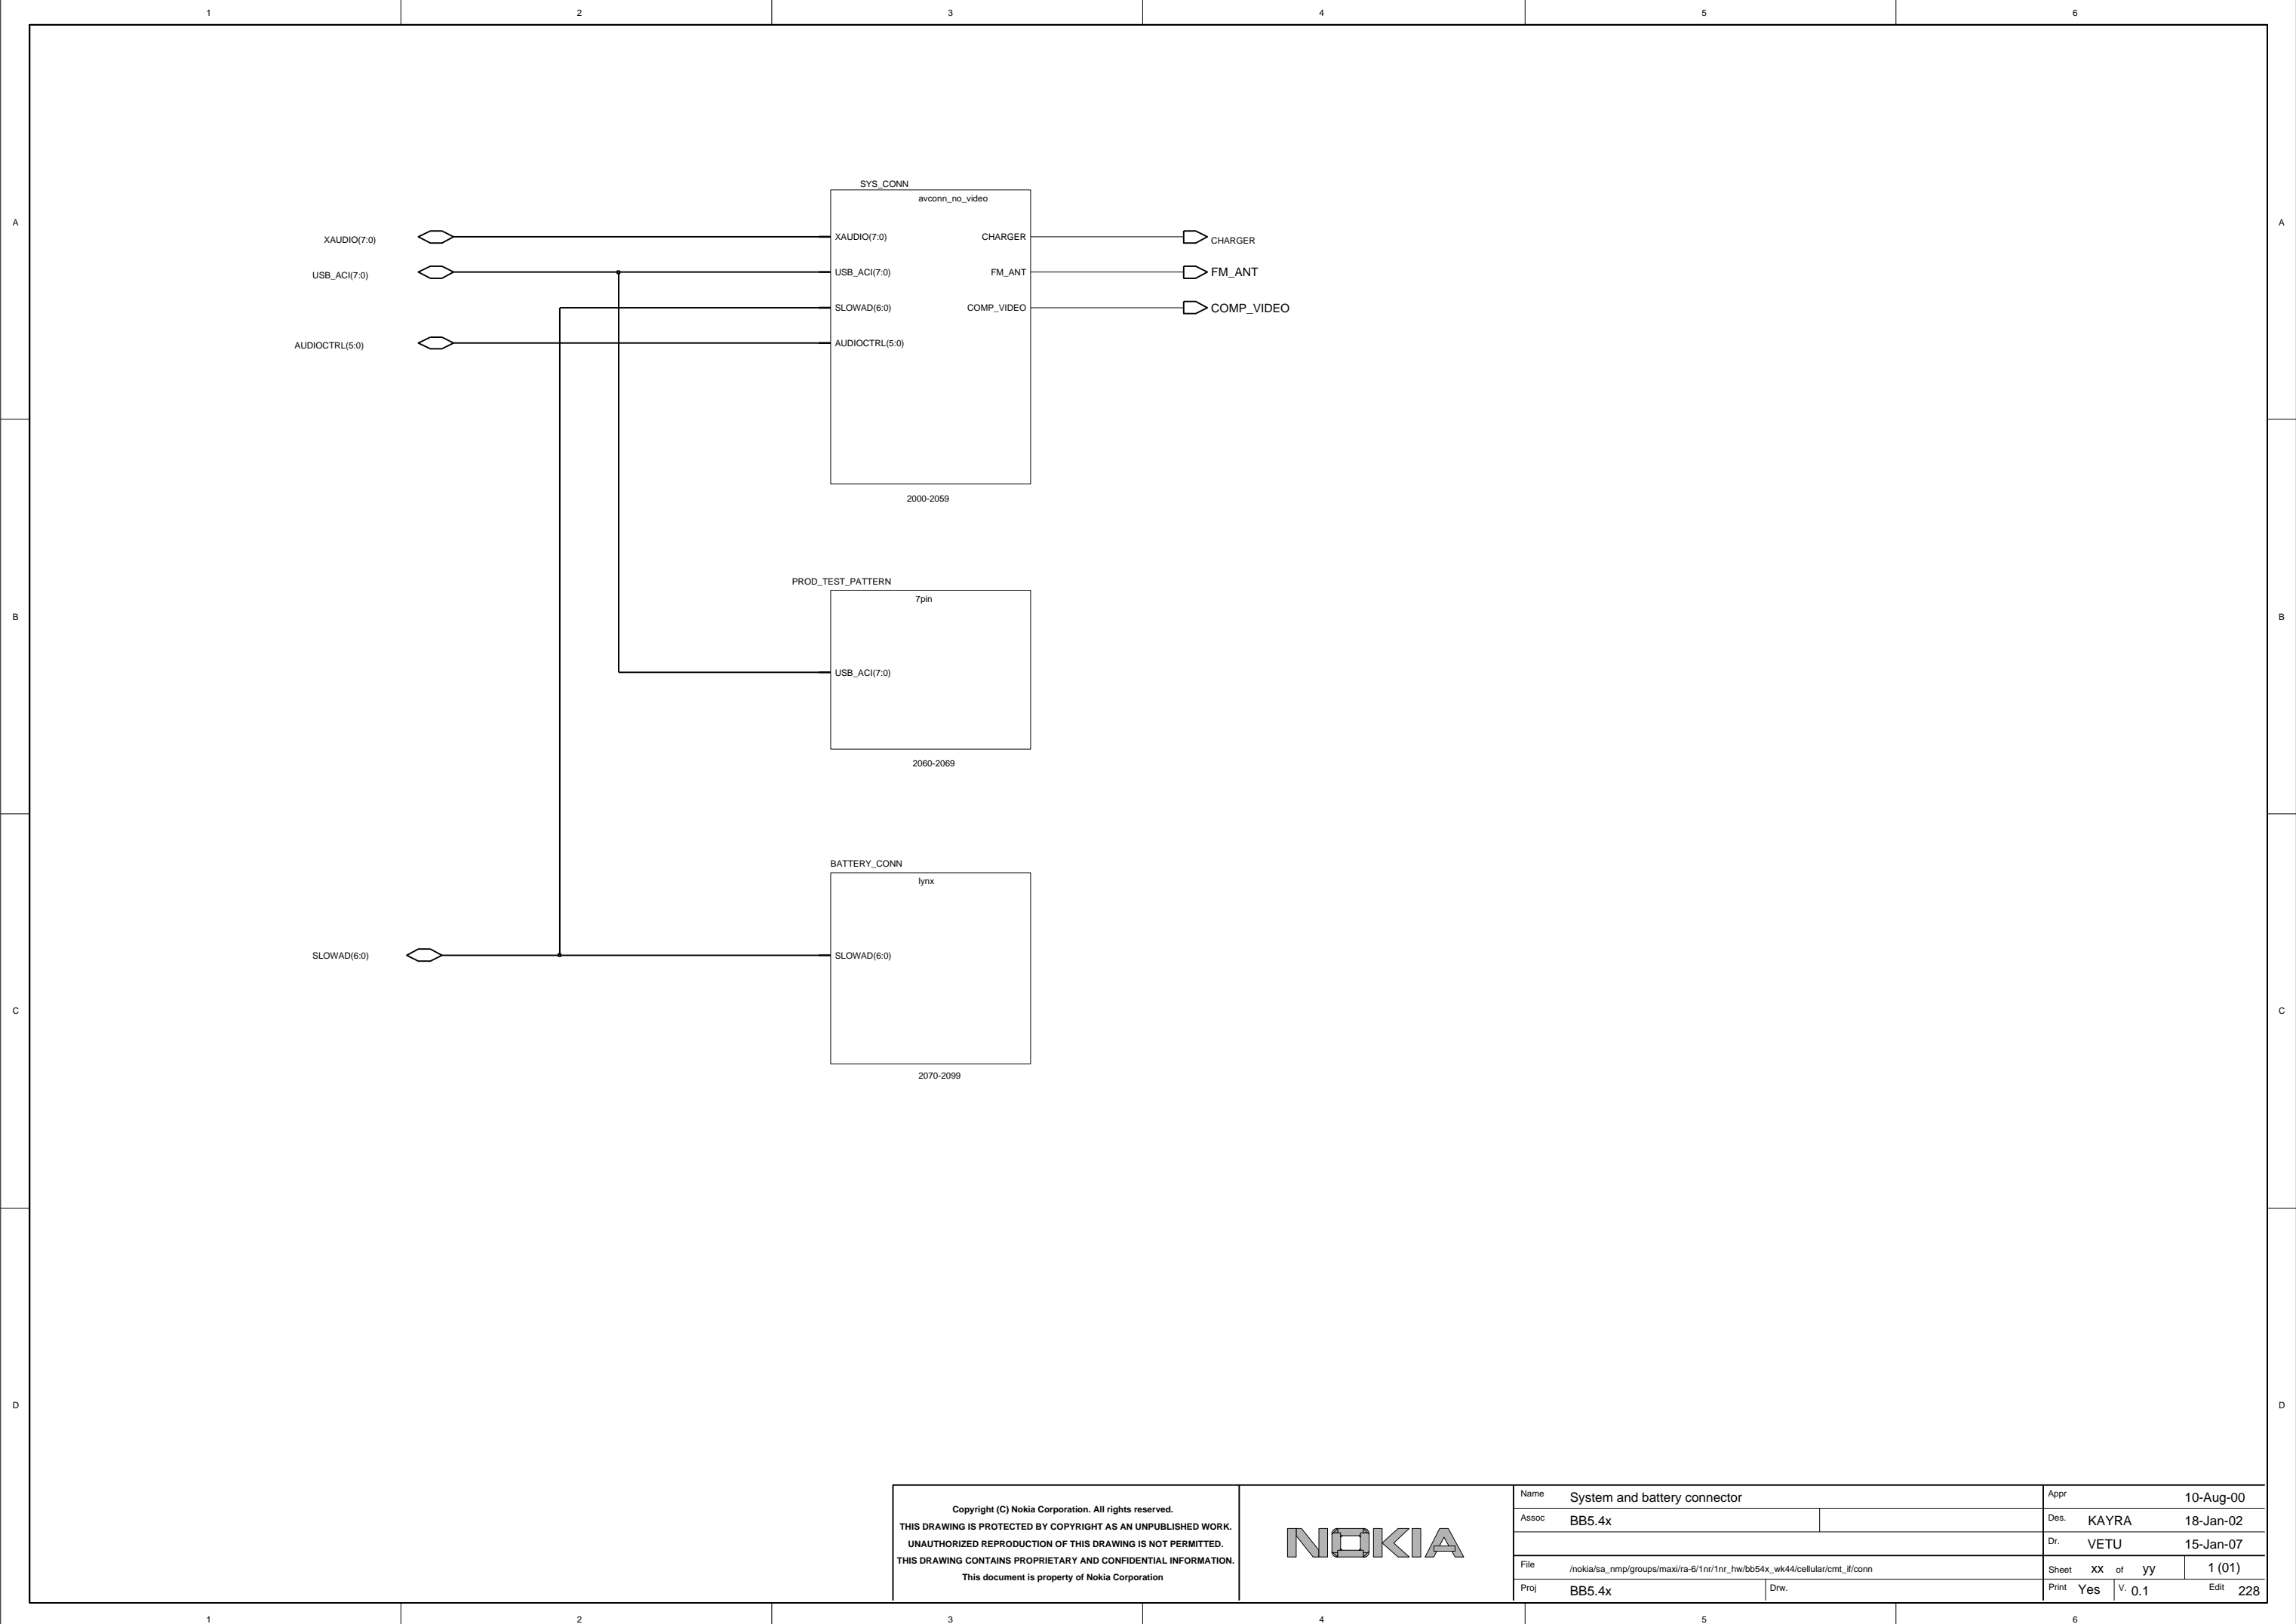 1 2 3 4 5 6
A A
SYS_CONN
avconn_no_video
XAUDIO(7:0) XAUDIO(7:0) CHARGER CHARGER
USB_ACI(7:0) USB_ACI(7:0) FM_ANT FM_ANT
SLOWAD(6:0) COMP_VIDEO COMP_VIDEO
AUDIOCTRL(5:0) AUDIOCTRL(5:0)
2000-2059
PROD_TEST_PATTERN
7pin
B B
USB_ACI(7:0)
2060-2069
BATTERY_CONN
lynx
SLOWAD(6:0) SLOWAD(6:0)
C C
2070-2099
D D
Copyright (C) Nokia Corporation. All rights reserved.
THIS DRAWING IS PROTECTED BY COPYRIGHT AS AN UNPUBLISHED WORK.
UNAUTHORIZED REPRODUCTION OF THIS DRAWING IS NOT PERMITTED.
THIS DRAWING CONTAINS PROPRIETARY AND CONFIDENTIAL INFORMATION.
This document is property of Nokia Corporation
NOKIA
Name System and battery connector Appr 10-Aug-00
Assoc BB5.4x Des. KAYRA 18-Jan-02
Dr. VETU 15-Jan-07
File /nokia/sa_nmp/groups/maxi/ra-6/1nr/1nr_hw/bb54x_wk44/cellular/cmt_if/conn Sheet xx of yy 1 (01)
Proj BB5.4x Drw. Print Yes V. 0.1 Edit 228
1 2 3 4 5 6